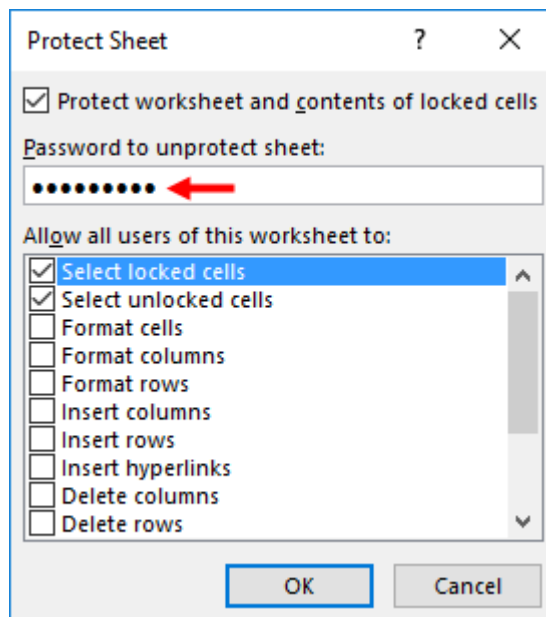 Protect Sheet
Protect worksheet and contents of locked cells
Password to unprotect sheet:
•••••••••
Allow all users of this worksheet to:
Select locked cells
Select unlocked cells
Format cells
Format columns
Format rows
Insert columns
Insert rows
Insert hyperlinks
Delete columns
Delete rows
OK Cancel